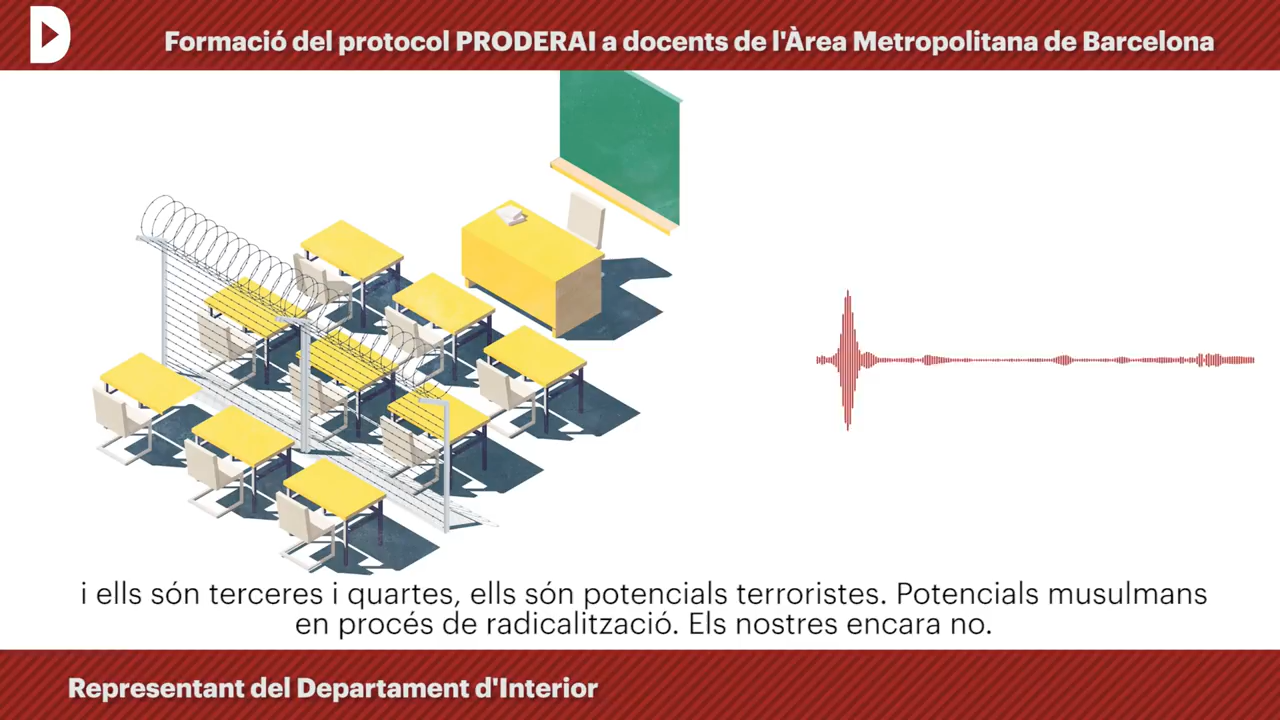 Formació del protocol PRODERAI a docents de l'Àrea Metropolitana de Barcelona
i ells són terceres i quartes, ells són potencials terroristes. Potencials musulmans
en procés de radicalització. Els nostres encara no.
Representant del Departament d'Interior